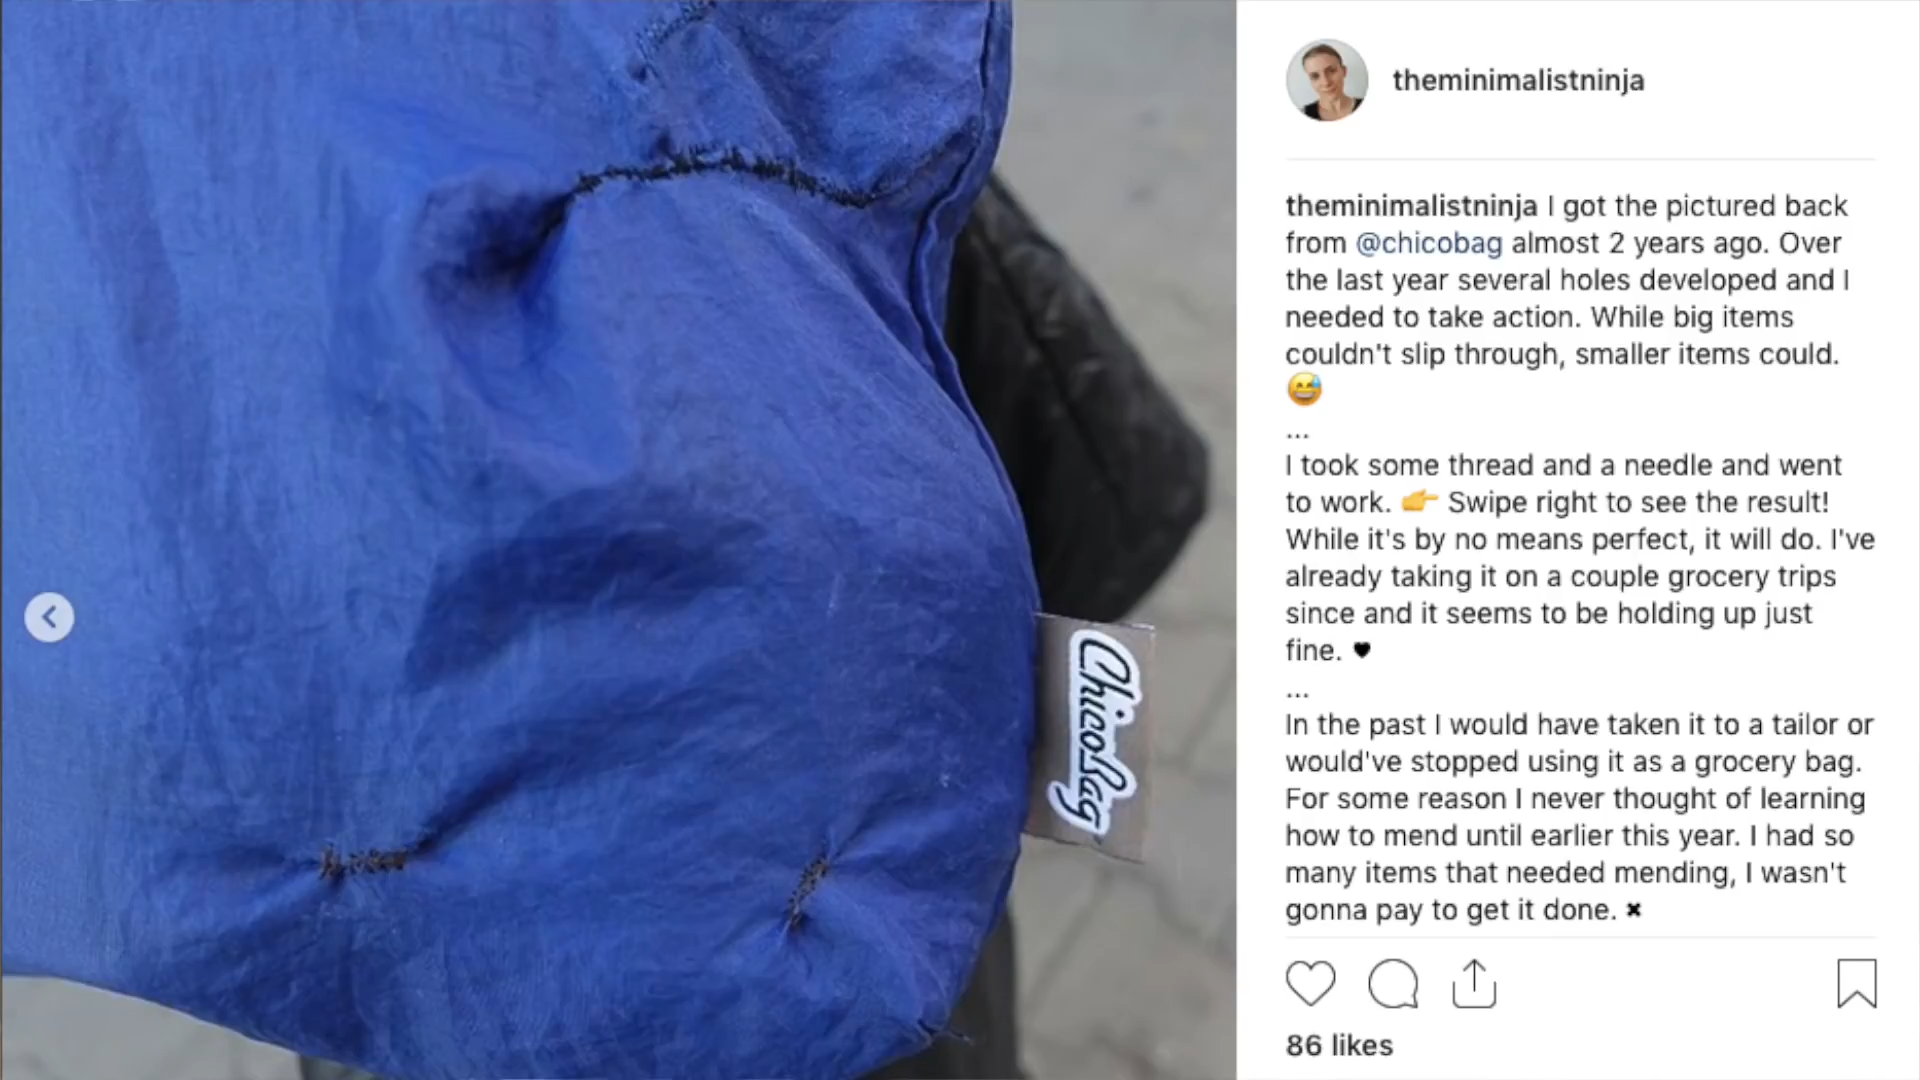 theminimalistninja
theminimalistninja I got the pictured back
from @chicobag almost 2 years ago. Over
the last year several holes developed and I
needed to take action. While big items
couldn't slip through, smaller items could.
😅
...
I took some thread and a needle and went
to work. 👉 Swipe right to see the result!
While it's by no means perfect, it will do. I've
already taking it on a couple grocery trips
since and it seems to be holding up just
fine. ♥
...
In the past I would have taken it to a tailor or
would've stopped using it as a grocery bag.
For some reason I never thought of learning
how to mend until earlier this year. I had so
many items that needed mending, I wasn't
gonna pay to get it done. ✖
86 likes
ChicoBag